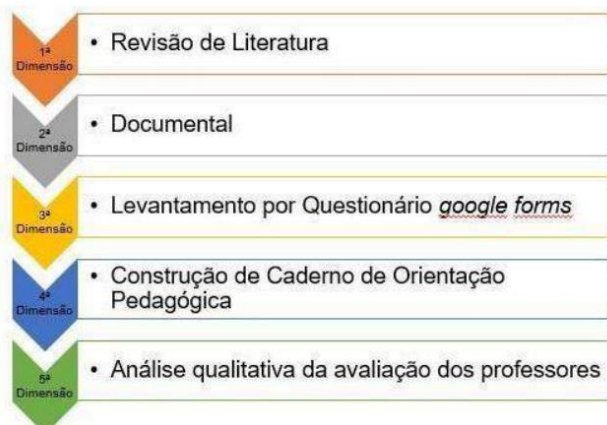 1ª
Dimensão
• Revisão de Literatura
2ª
Dimensão
• Documental
3ª
Dimensão
• Levantamento por Questionário google forms
4ª
Dimensão
• Construção de Caderno de Orientação
Pedagógica
5ª
Dimensão
• Análise qualitativa da avaliação dos professores